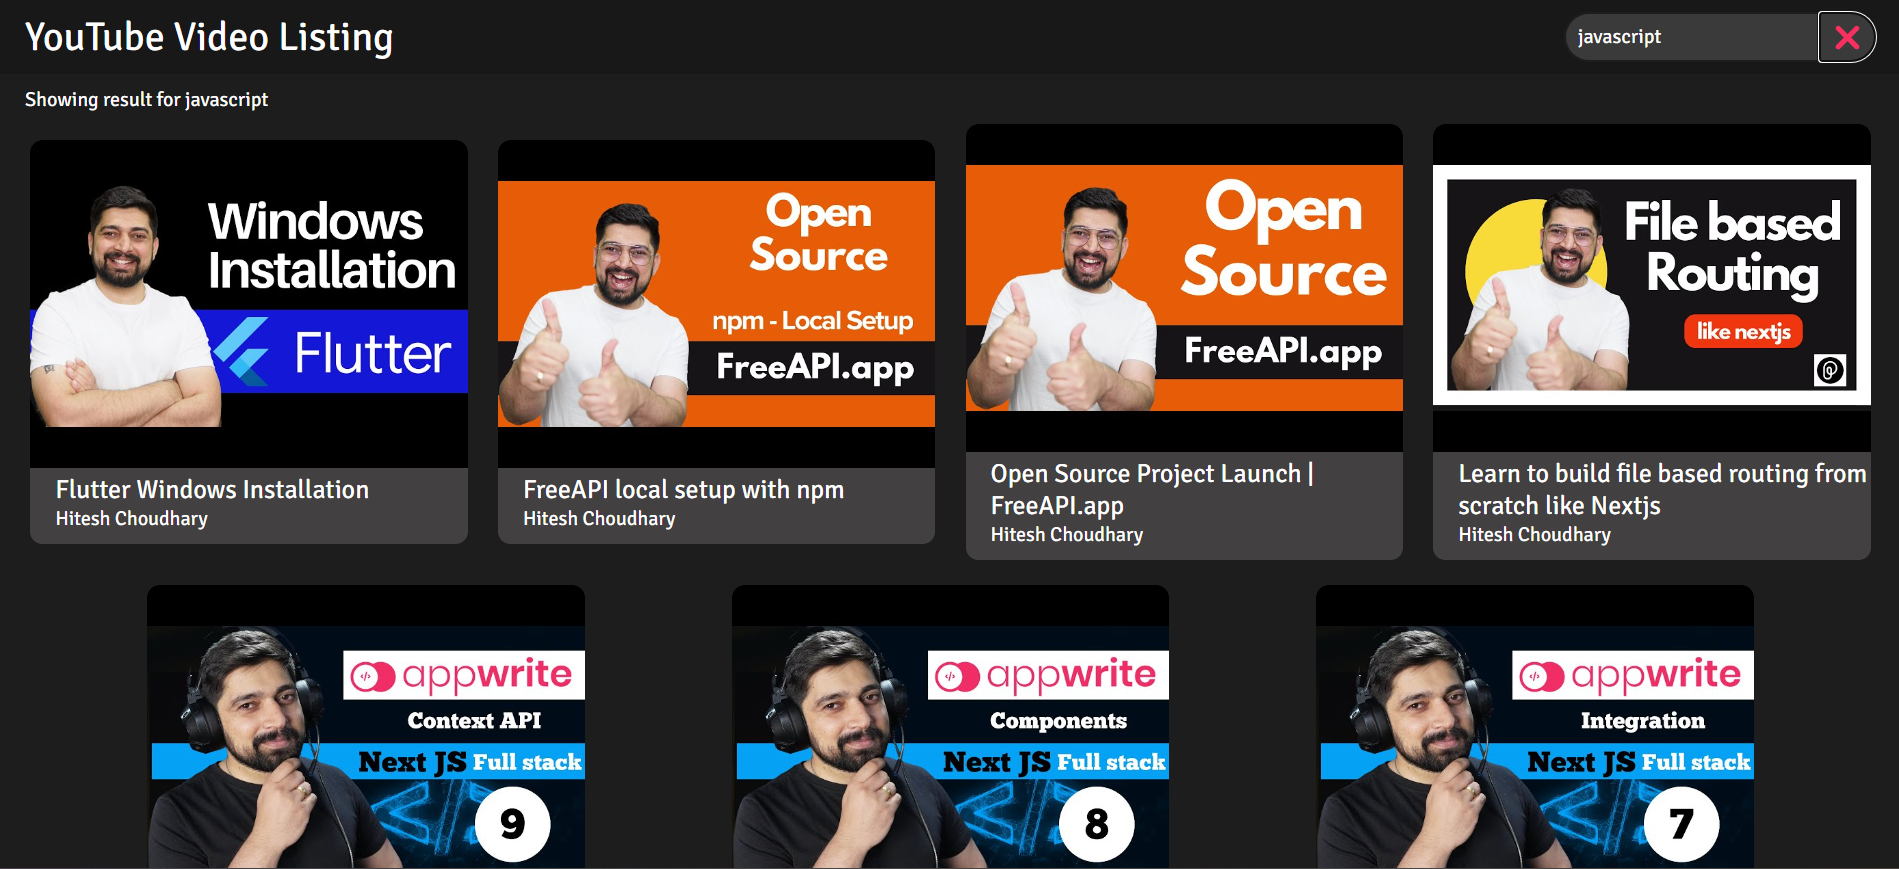 YouTube Video Listing
javascript
Showing result for javascript
Windows
Installation
Flutter
Flutter Windows Installation
Hitesh Choudhary
Open
Source
npm - Local Setup
FreeAPI.app
FreeAPI local setup with npm
Hitesh Choudhary
Open
Source
FreeAPI.app
Open Source Project Launch |
FreeAPI.app
Hitesh Choudhary
File based
Routing
like nextjs
Learn to build file based routing from
scratch like Nextjs
Hitesh Choudhary
appwrite
Context API
Next JS Full stack
9
appwrite
Components
Next JS Full stack
8
appwrite
Integration
Next JS Full stack
7